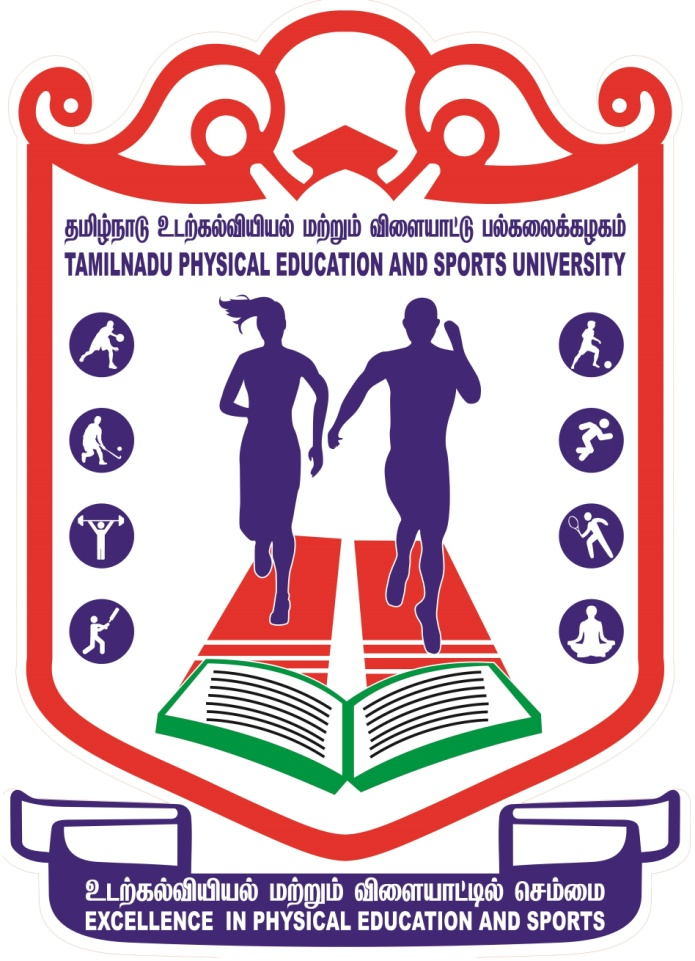 தமிழ்நாடு உடற்கல்வியியல் மற்றும் விளையாட்டு பல்கலைக்கழகம்
TAMILNADU PHYSICAL EDUCATION AND SPORTS UNIVERSITY
உடற்கல்வியியல் மற்றும் விளையாட்டில் செம்மை
EXCELLENCE IN PHYSICAL EDUCATION AND SPORTS